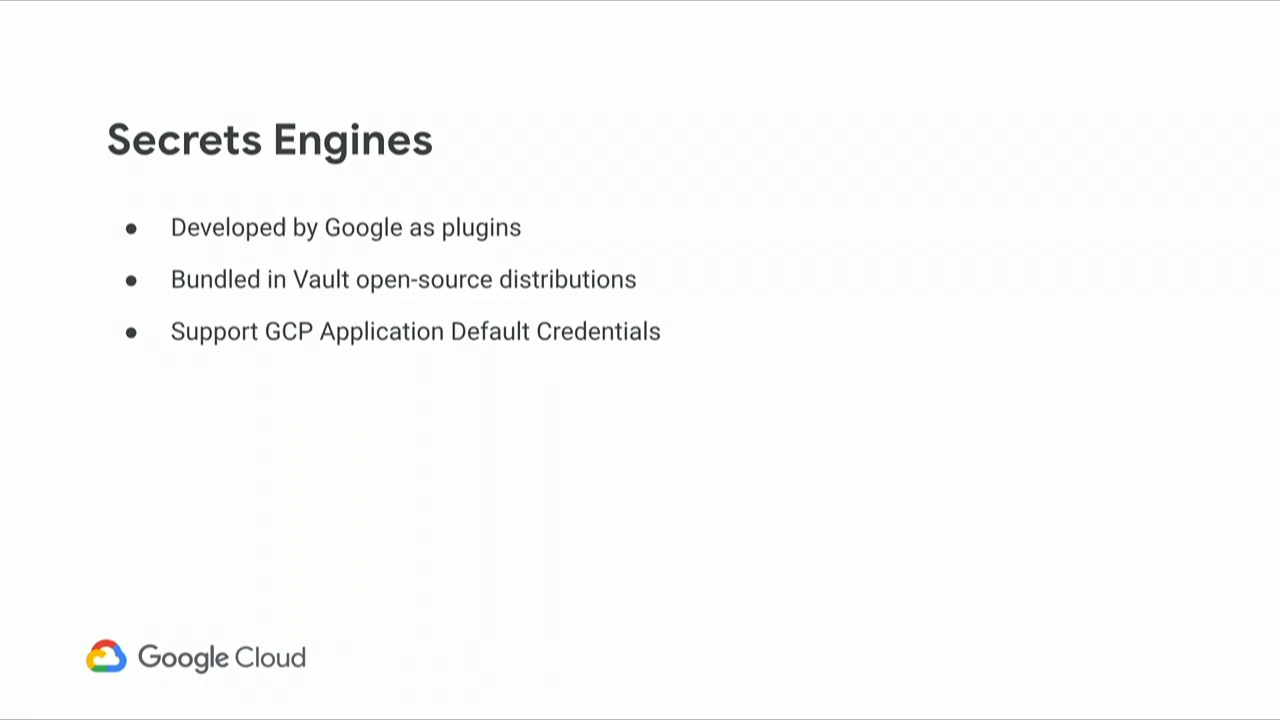 Secrets Engines
● Developed by Google as plugins
● Bundled in Vault open-source distributions
● Support GCP Application Default Credentials
Google Cloud